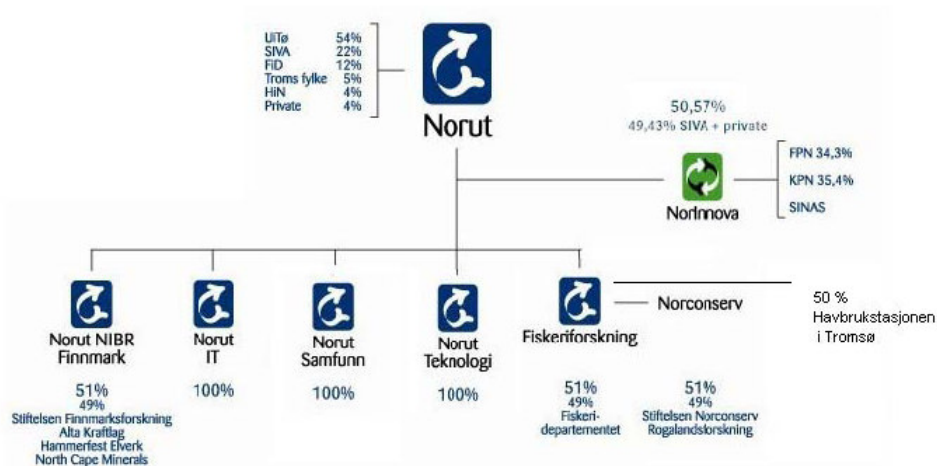 UiTø 54%
SIVA 22%
FiD 12%
Troms fylke 5%
HiN 4%
Private 4%
Norut
50,57%
49,43% SIVA + private
NorInnova
FPN 34,3%
KPN 35,4%
SINAS
Norut NIBR
Finnmark
51%
49%
Stiftelsen Finnmarksforskning
Alta Kraftlag
Hammerfest Elverk
North Cape Minerals
Norut
IT
100%
Norut
Samfunn
100%
Norut
Teknologi
100%
Fiskeriforskning
51%
49%
Fiskeri-
departementet
Norconserv
51%
49%
Stiftelsen Norconserv
Rogalandsforskning
50 %
Havbrukstasjonen
i Tromsø